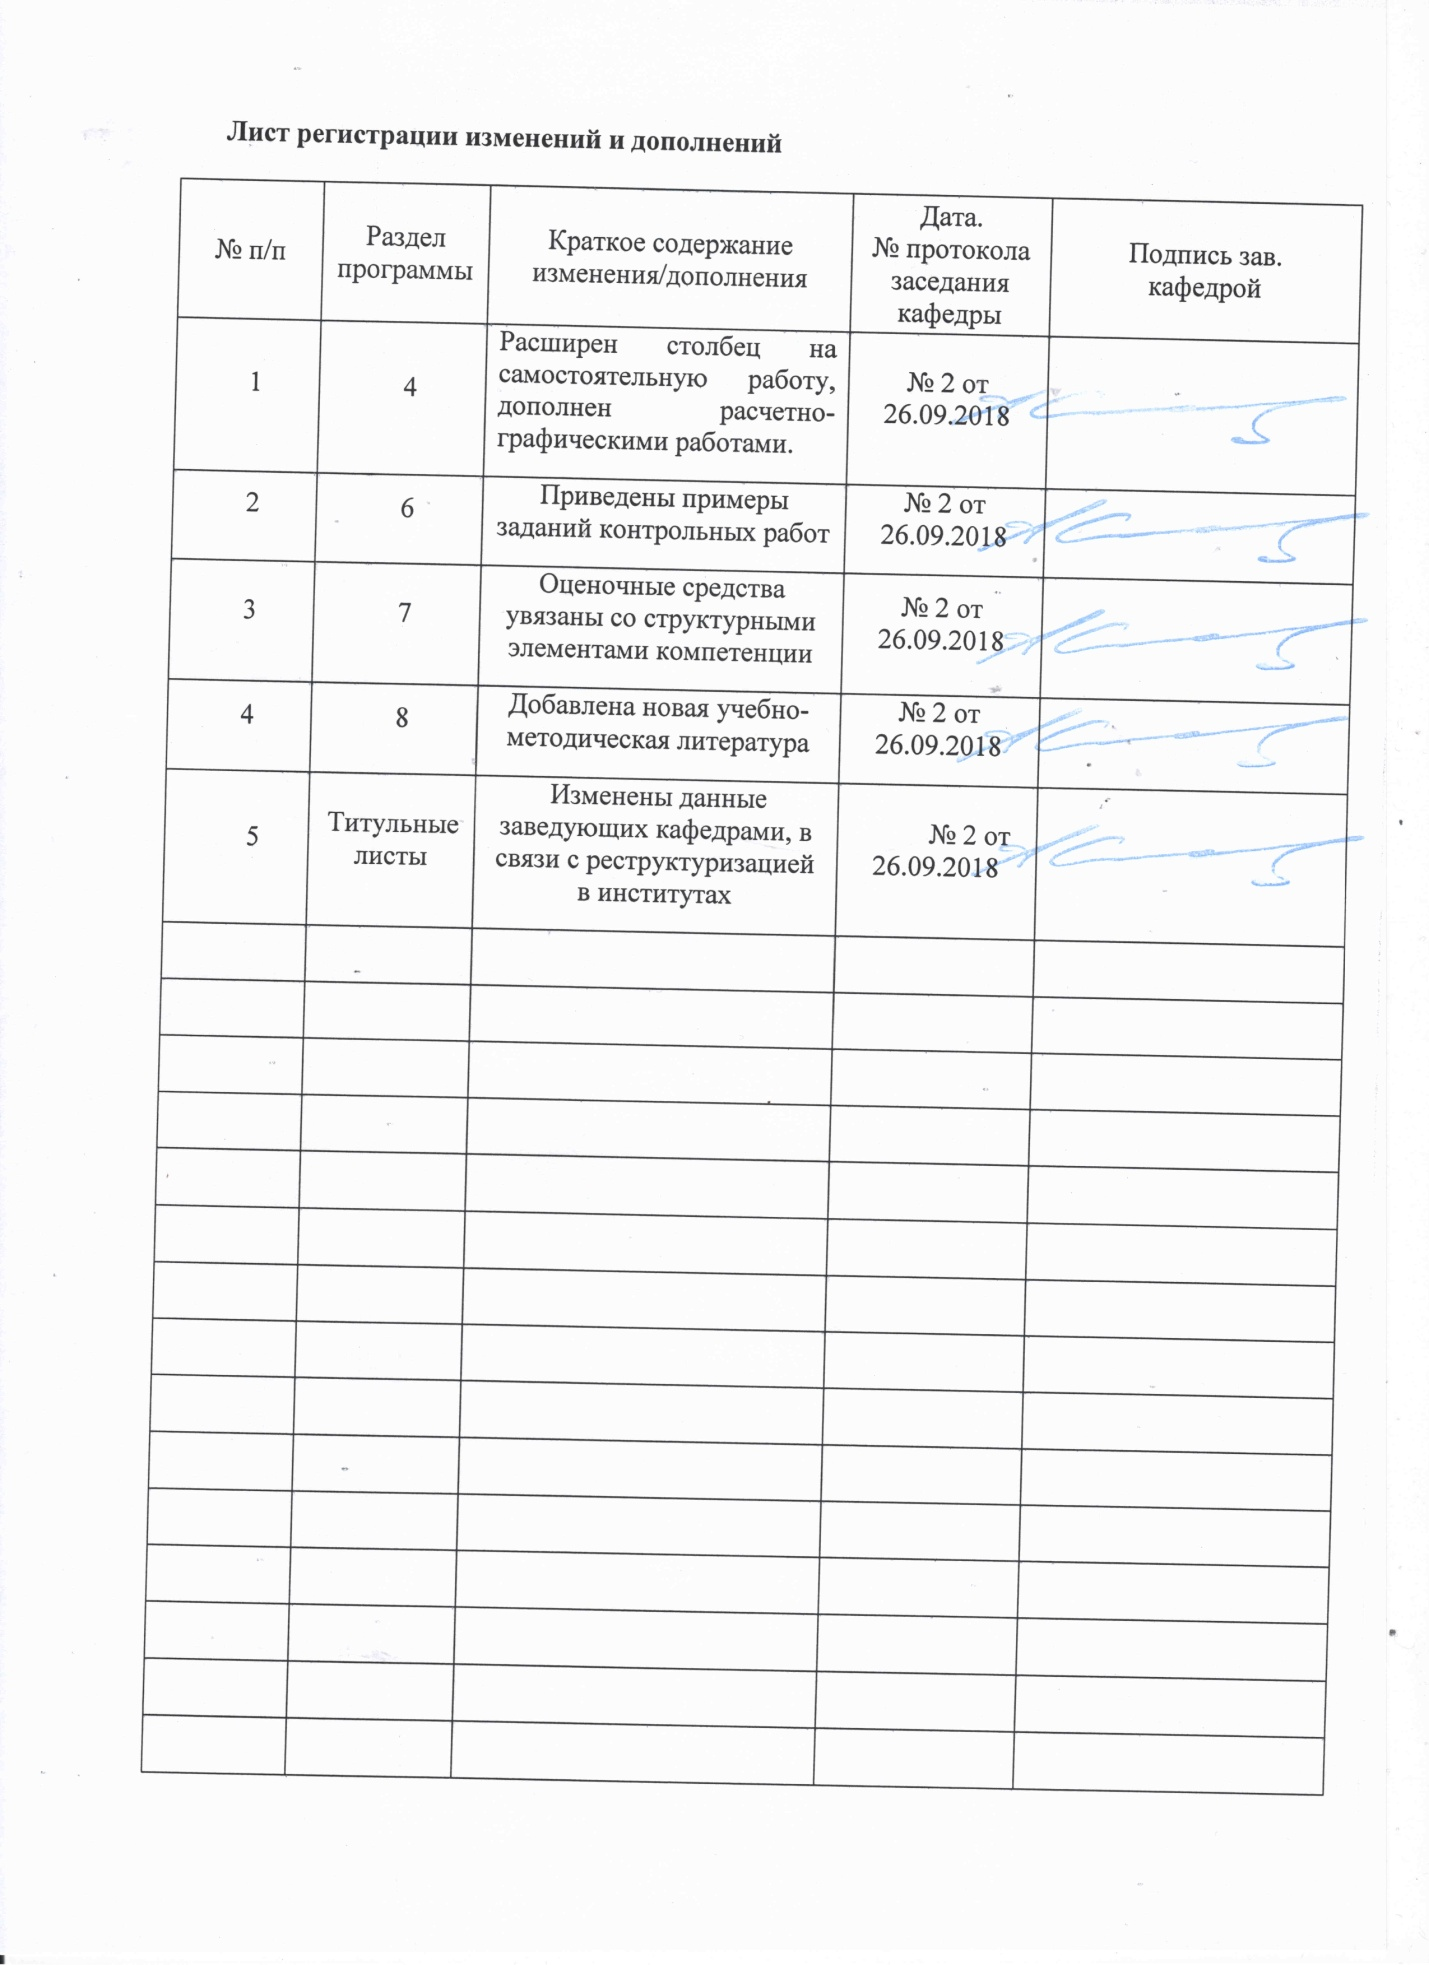 Лист регистрации изменений и дополнений
№ п/п
Раздел
программы
Краткое содержание
изменения/дополнения
Дата.
№ протокола
заседания
кафедры
Подпись зав.
кафедрой
1
4
Расширен столбец на
самостоятельную работу,
дополнен расчетно-
графическими работами.
№ 2 от
26.09.2018
2
6
Приведены примеры
заданий контрольных работ
№ 2 от
26.09.2018
3
7
Оценочные средства
увязаны со структурными
элементами компетенции
№ 2 от
26.09.2018
4
8
Добавлена новая учебно-
методическая литература
№ 2 от
26.09.2018
5
Титульные
листы
Изменены данные
заведующих кафедрами, в
связи с реструктуризацией
в институтах
№ 2 от
26.09.2018